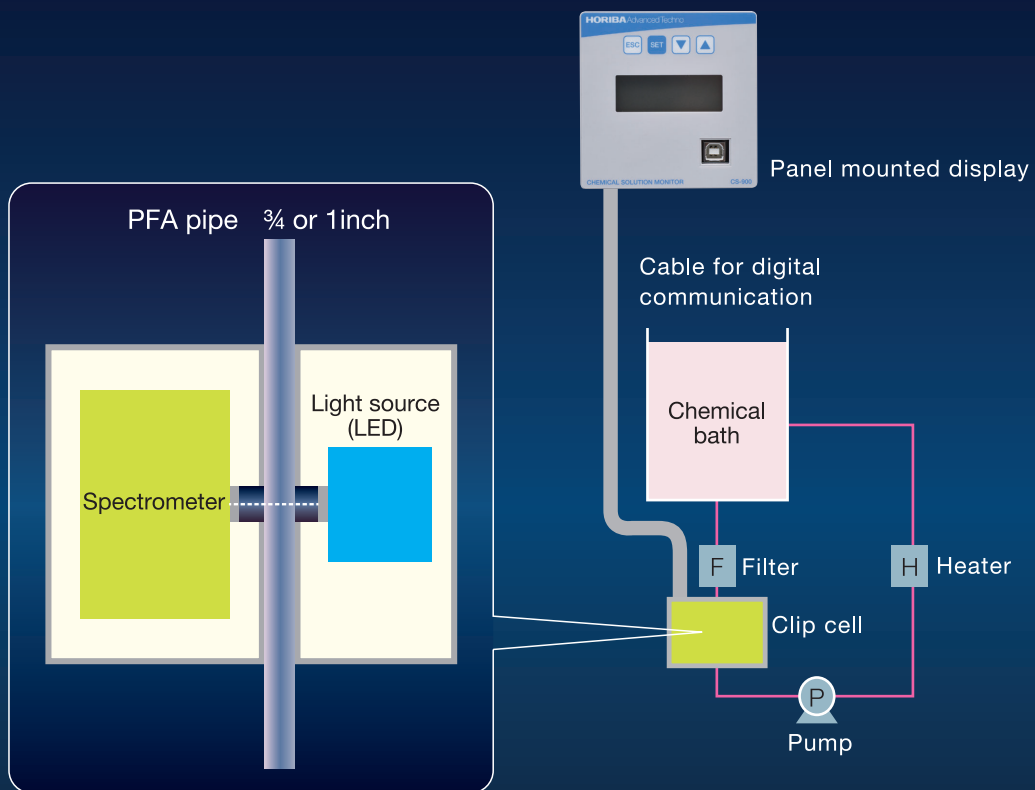 HORIBA Advanced Techno
ESC SET
CHEMICAL SOLUTION MONITOR CS-900
Panel mounted display
PFA pipe ¾ or 1inch
Cable for digital
communication
Light source
(LED)
Spectrometer
Chemical
bath
F Filter
H Heater
Clip cell
P
Pump